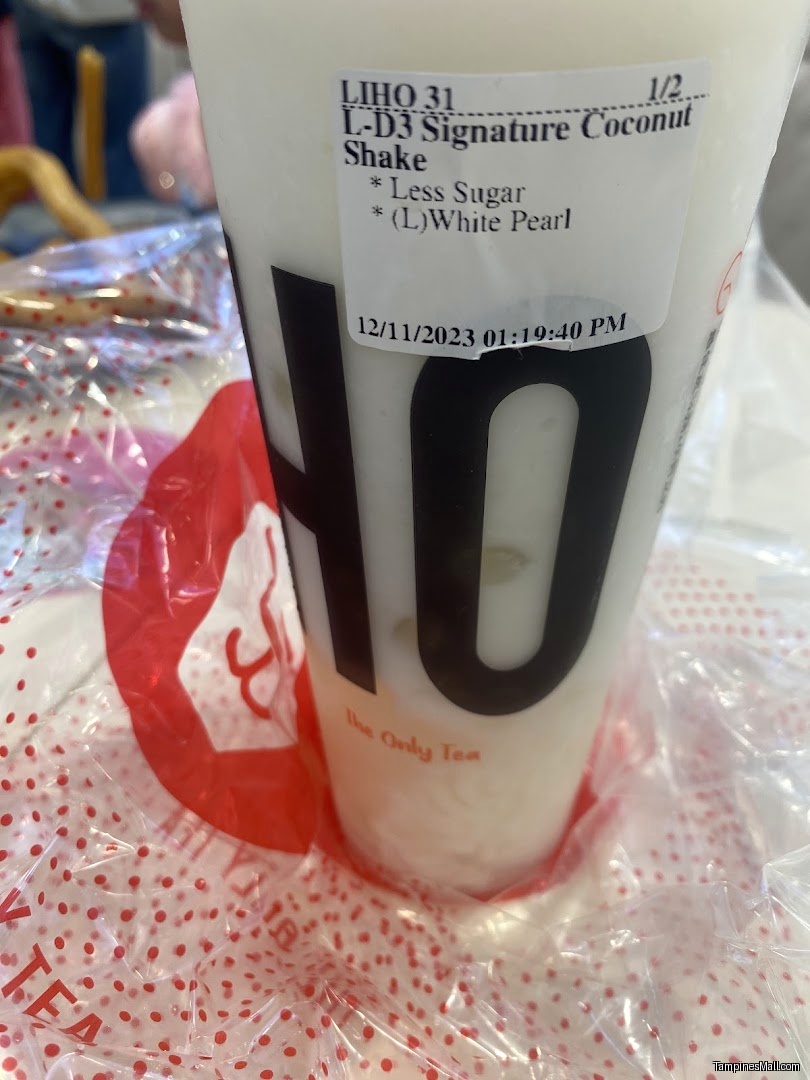 LIHO 31 1/2
L-D3 Signature Coconut
Shake
* Less Sugar
* (L)White Pearl
12/11/2023 01:19:40 PM
HO
The Only Tea
TEA
TampinesMall.com